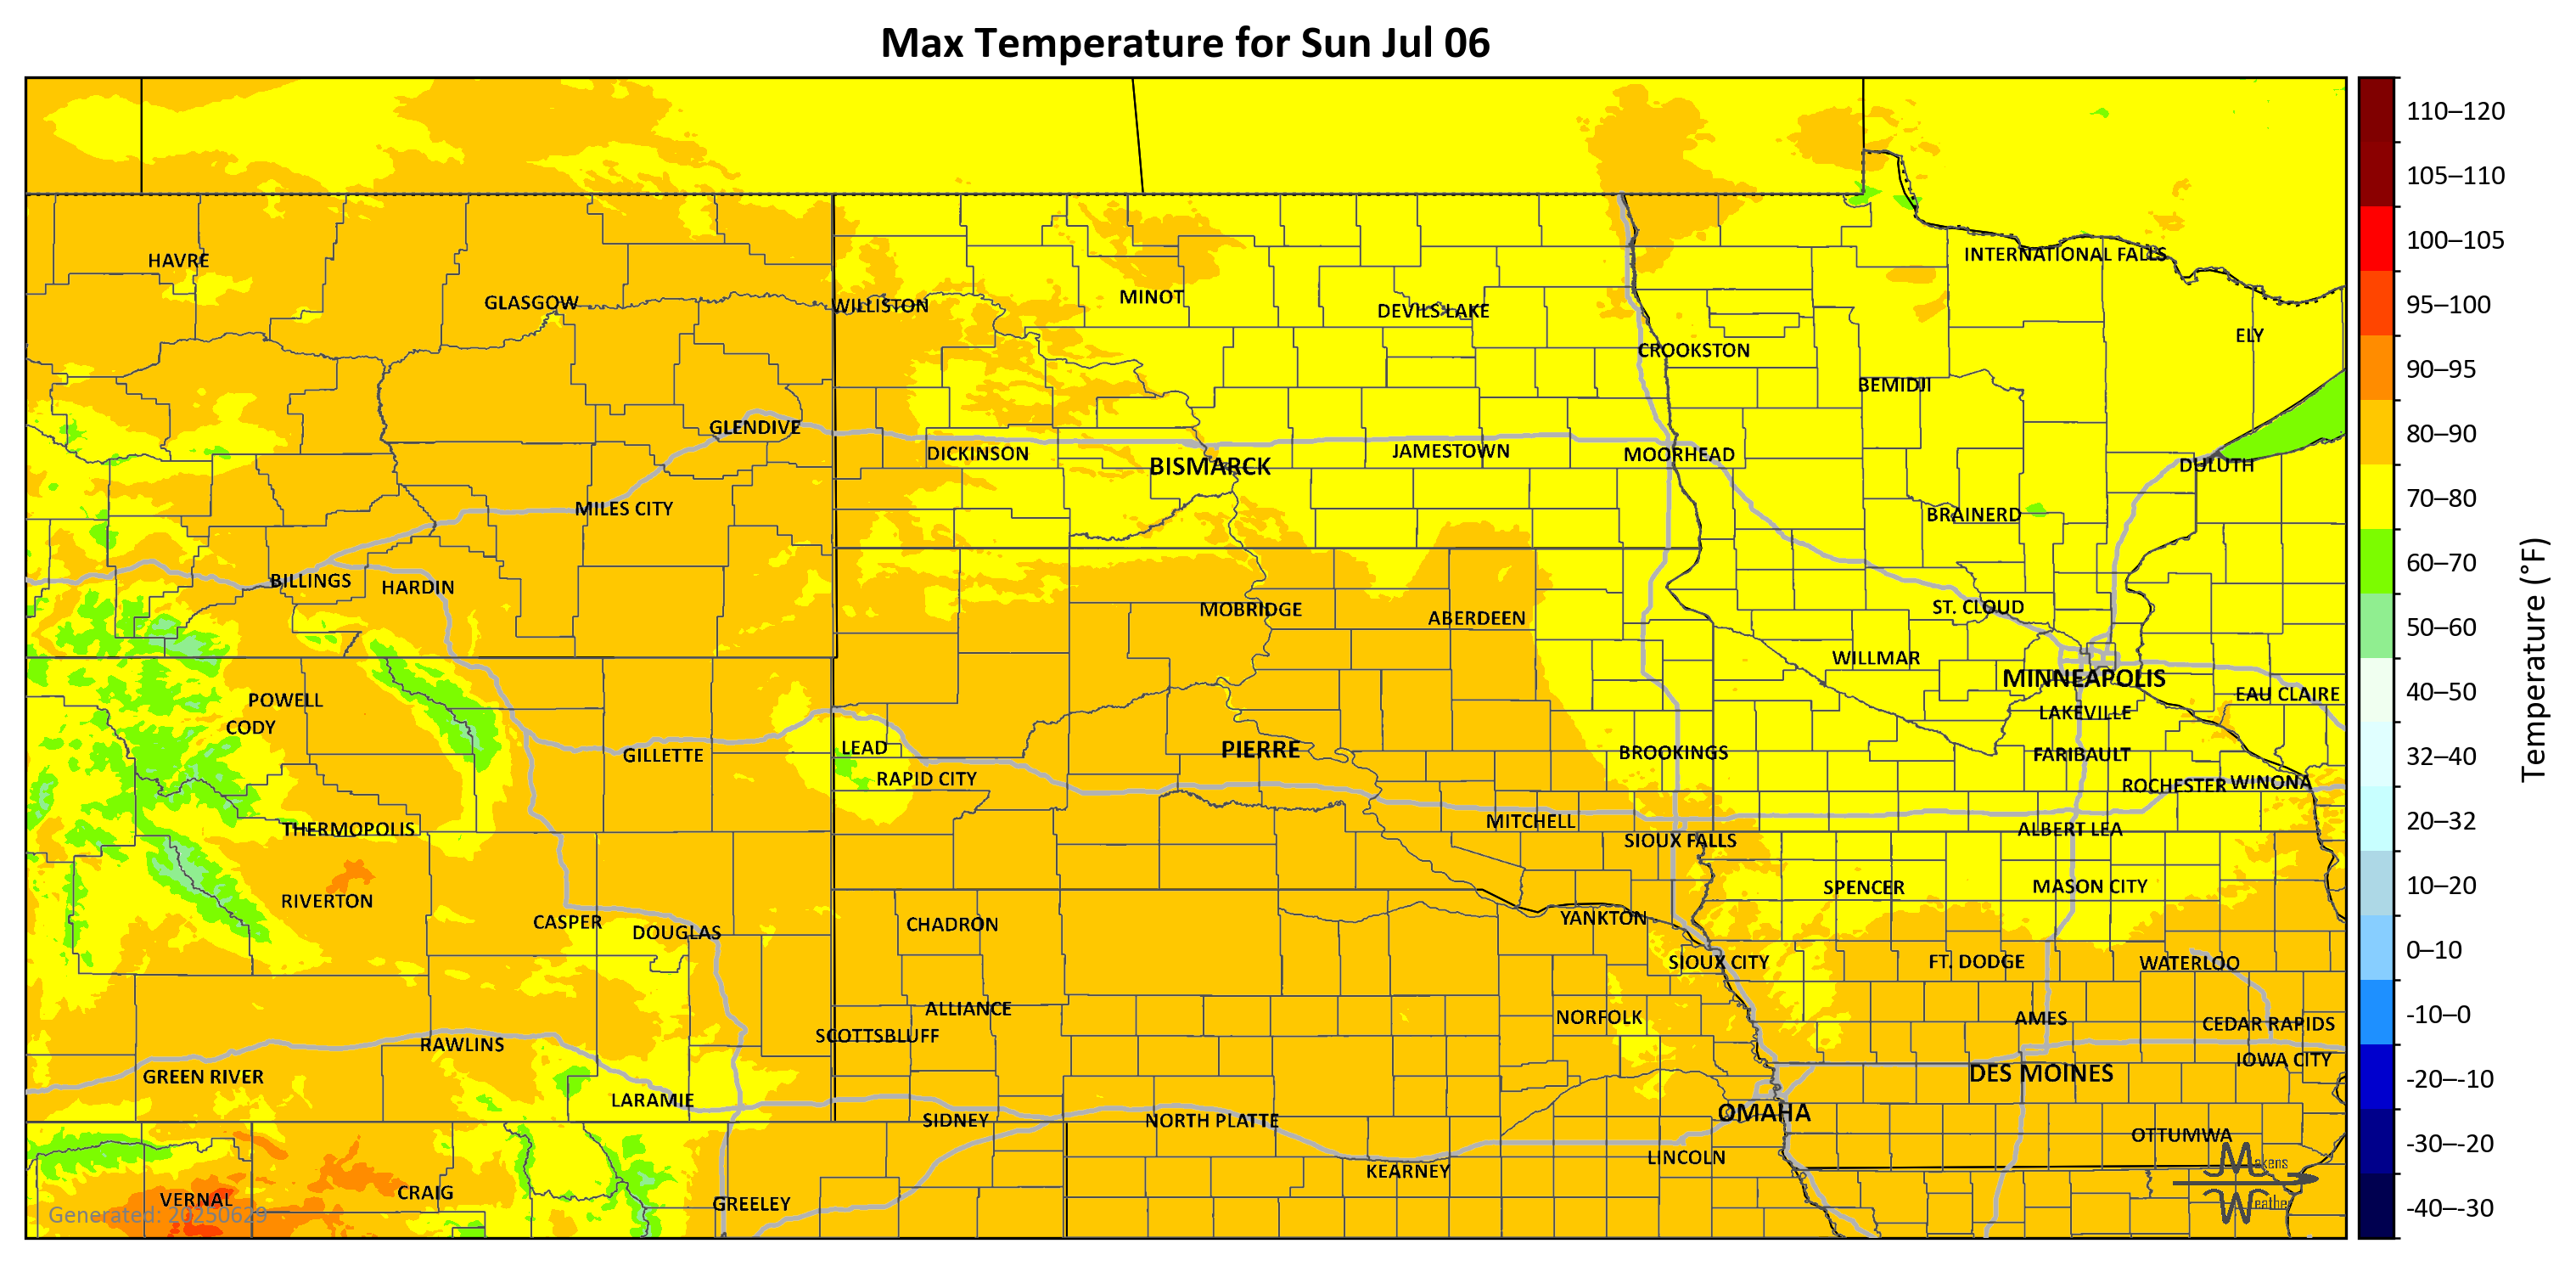 Max Temperature for Sun Jul 06
110–120
105–110
HAVRE
INTERNATIONAL FALLS
100–105
GLASGOW
WILLISTON
MINOT
DEVILS LAKE
95–100
ELY
CROOKSTON
BEMIDJI
90–95
GLENDIVE
80–90
DICKINSON
BISMARCK
JAMESTOWN
MOORHEAD
DULUTH
MILES CITY
BRAINERD
70–80
BILLINGS
HARDIN
60–70
MOBRIDGE
ABERDEEN
ST. CLOUD
50–60
WILLMAR
MINNEAPOLIS
Temperature (°F)
POWELL
EAU CLAIRE
40–50
CODY
LAKEVILLE
GILLETTE
LEAD
PIERRE
BROOKINGS
FARIBAULT
32–40
RAPID CITY
ROCHESTER
WINONA
THERMOPOLIS
MITCHELL
SIOUX FALLS
ALBERT LEA
20–32
RIVERTON
SPENCER
MASON CITY
10–20
CASPER
DOUGLAS
CHADRON
YANKTON
SIOUX CITY
FT. DODGE
WATERLOO
0–10
ALLIANCE
NORFOLK
AMES
CEDAR RAPIDS
-10–0
SCOTTSBLUFF
RAWLINS
IOWA CITY
GREEN RIVER
DES MOINES
-20–-10
LARAMIE
SIDNEY
NORTH PLATTE
OMAHA
OTTUMWA
-30–-20
LINCOLN
KEARNEY
Makens
VERNAL
CRAIG
GREELEY
Weather
-40–-30
Generated: 20250629